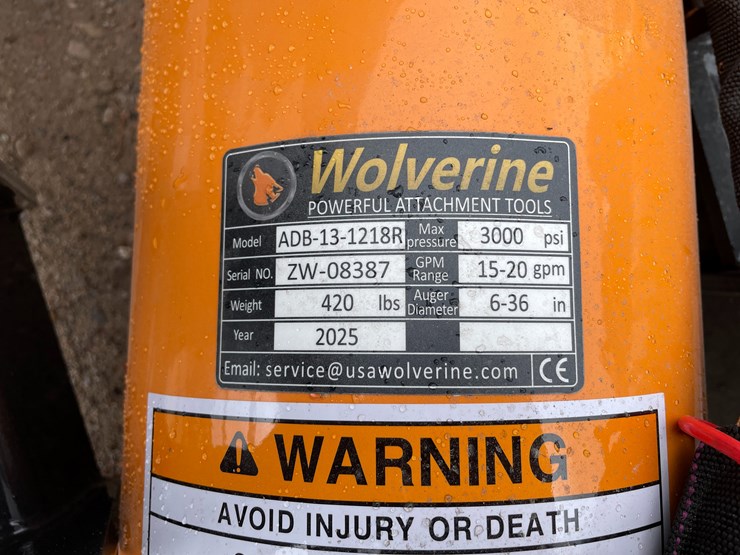 Wolverine
POWERFUL ATTACHMENT TOOLS
Model ADB-13-1218R Max pressure 3000 psi
Serial NO. ZW-08387 GPM Range 15-20 gpm
Weight 420 lbs Auger Diameter 6-36 in
Year 2025
Email: service@usawolverine.com CE
WARNING
AVOID INJURY OR DEATH